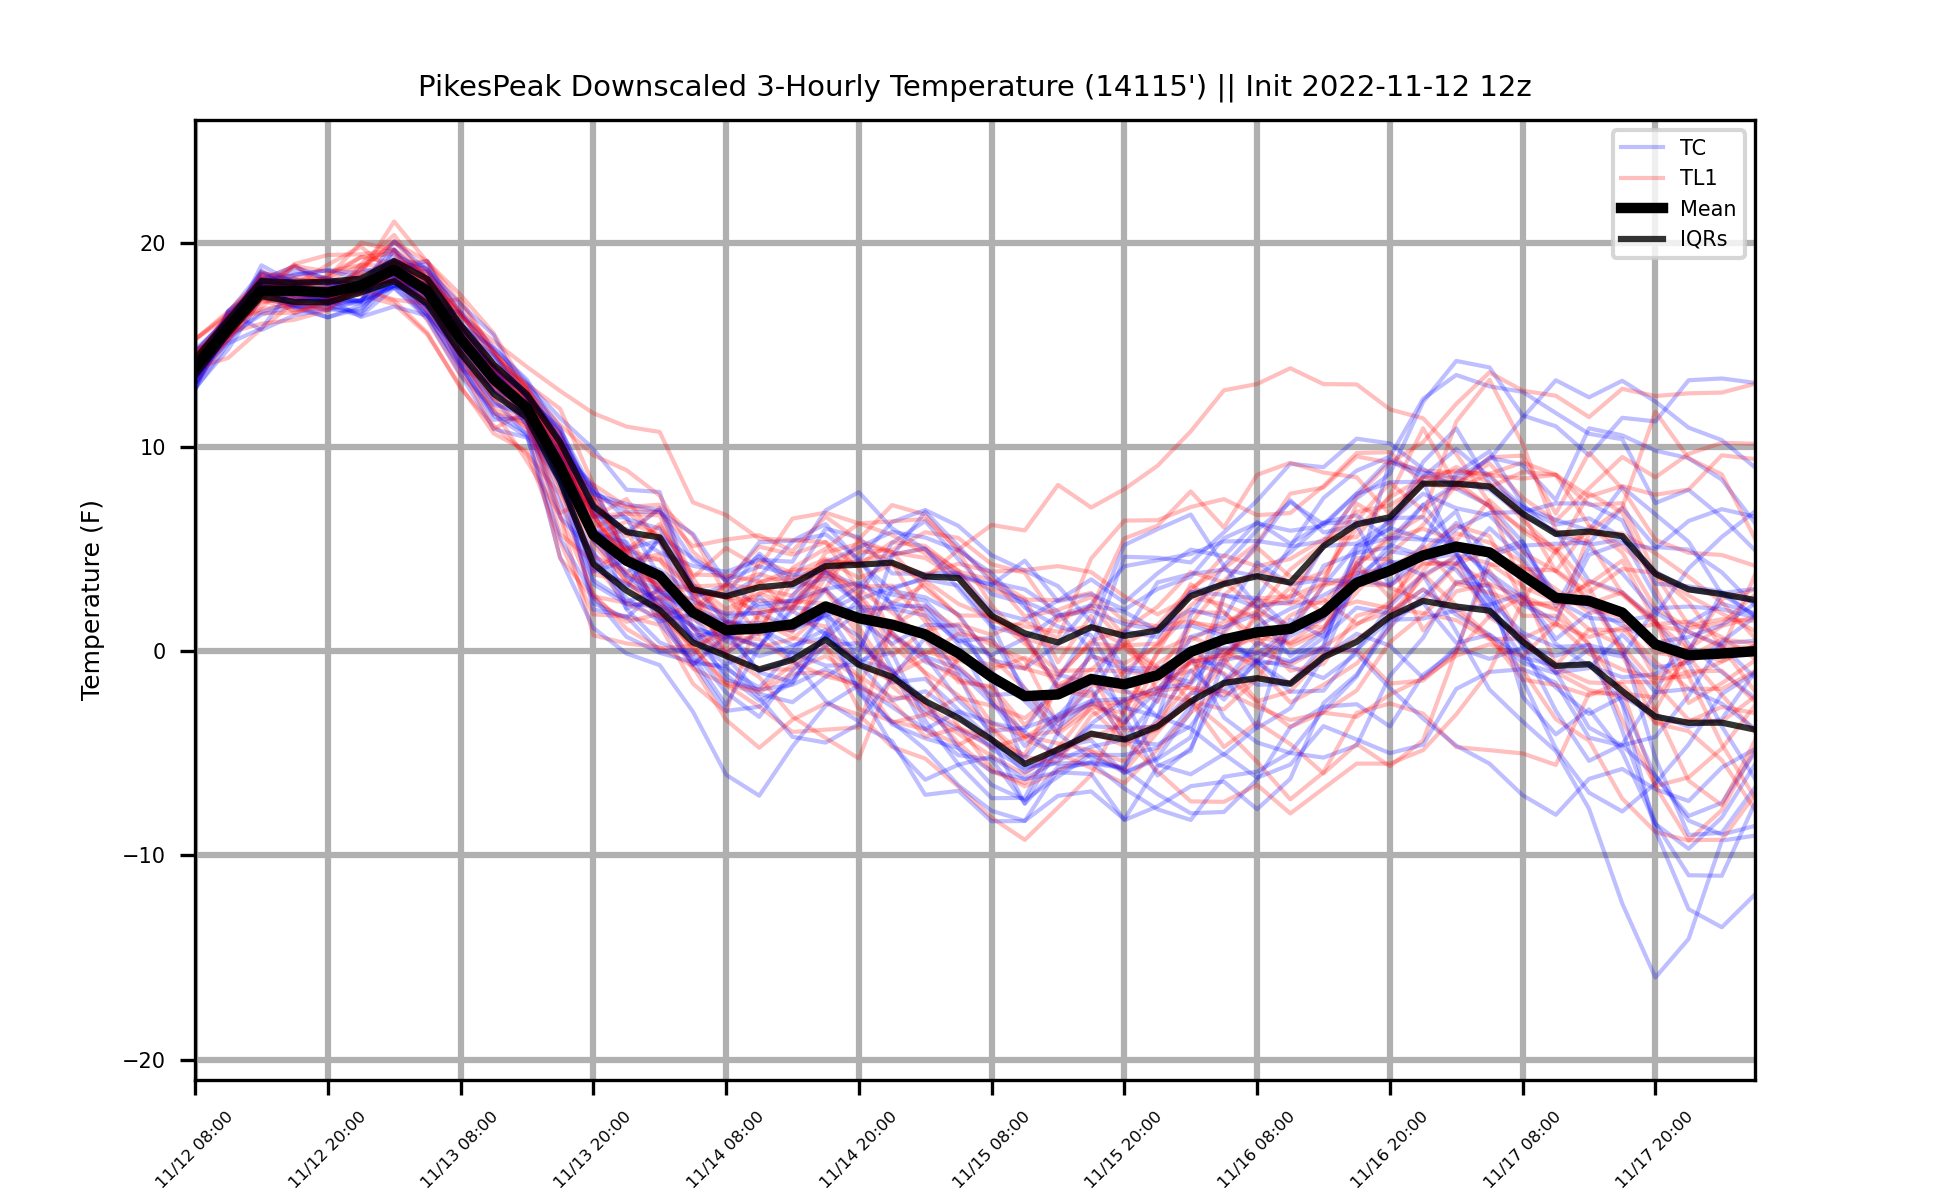 PikesPeak Downscaled 3-Hourly Temperature (14115') || Init 2022-11-12 12z
TC
TL1
Mean
IQRs
Temperature (F)
20
10
0
−10
−20
11/12 08:00
11/12 20:00
11/13 08:00
11/13 20:00
11/14 08:00
11/14 20:00
11/15 08:00
11/15 20:00
11/16 08:00
11/16 20:00
11/17 08:00
11/17 20:00